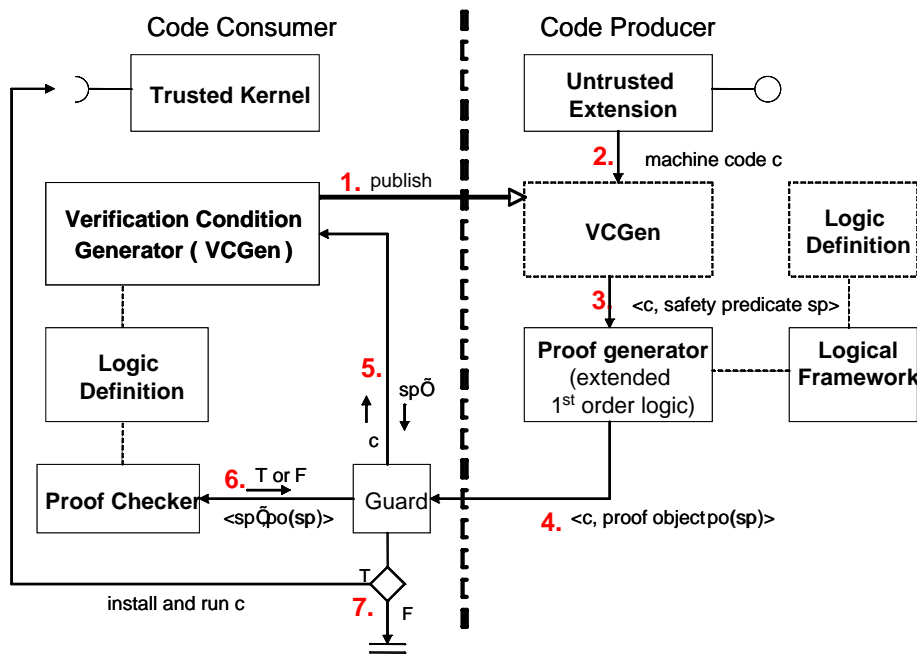 Code Consumer
Code Producer
Trusted Kernel
Untrusted
Extension
2.
machine code c
1.
publish
Verification Condition
Generator ( VCGen )
VCGen
Logic
Definition
3.
<c, safety predicate sp>
Logic
Definition
5.
spÕ
c
Proof generator
(extended
1st order logic)
Logical
Framework
6.
T or F
Proof Checker
<spÕ,po(sp)>
Guard
4.
<c, proof object po(sp)>
T
7.
F
install and run c